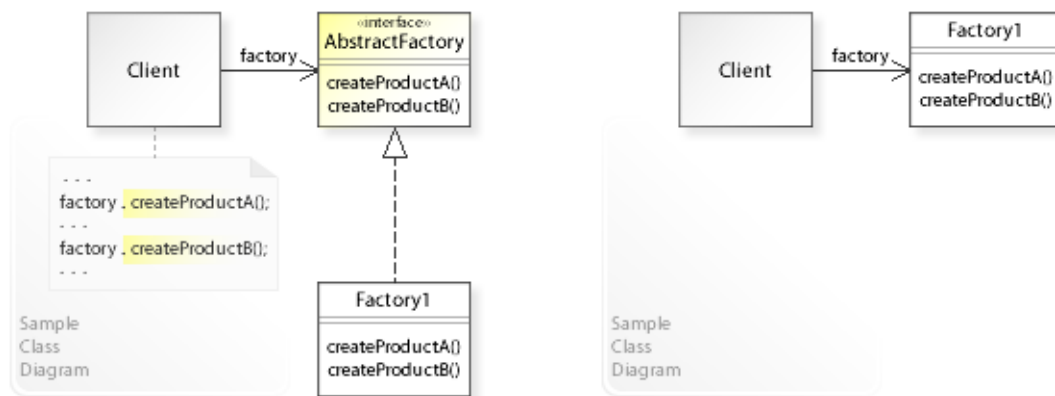 «interface»
AbstractFactory
Client
factory
createProductA()
createProductB()
- - -
factory . createProductA();
- - -
factory . createProductB();
- - -
Factory1
createProductA()
createProductB()
Sample
Class
Diagram
Factory1
Client
factory
createProductA()
createProductB()
Sample
Class
Diagram